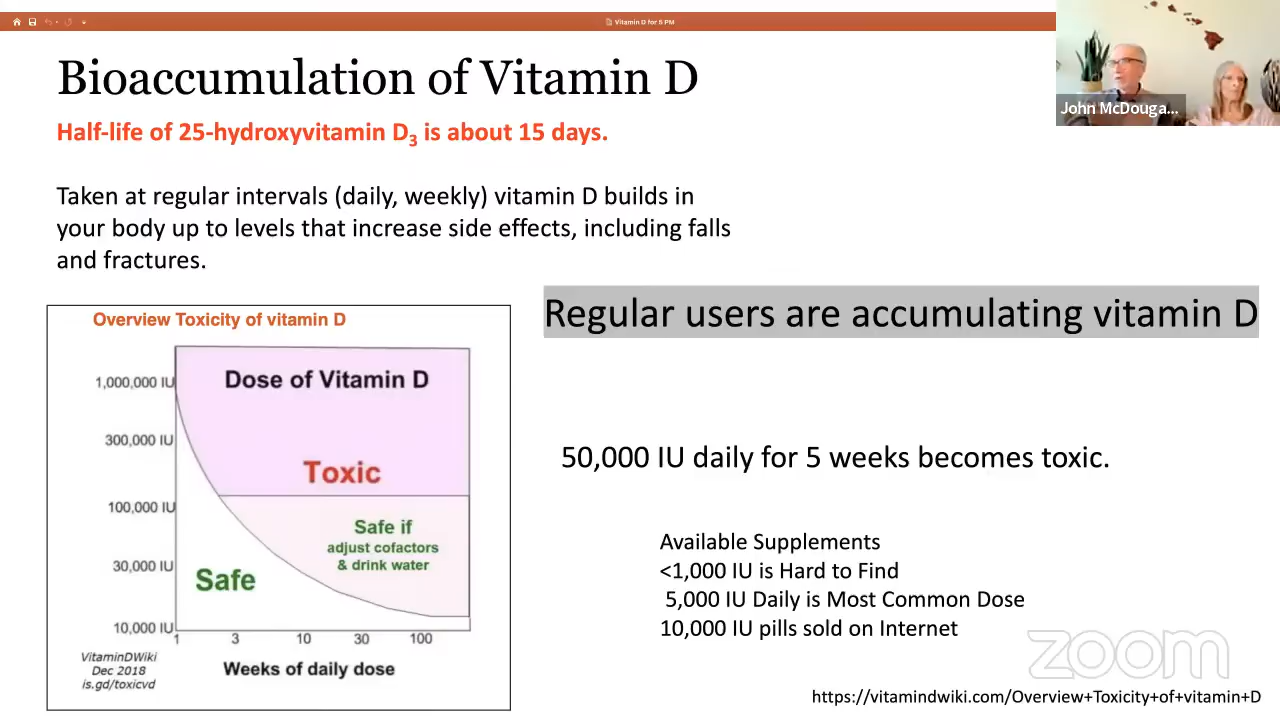 Vitamin D for 5 PM
Bioaccumulation of Vitamin D
Half-life of 25-hydroxyvitamin D3 is about 15 days.
John McDouga...
Taken at regular intervals (daily, weekly) vitamin D builds in
your body up to levels that increase side effects, including falls
and fractures.
Regular users are accumulating vitamin D
Overview Toxicity of vitamin D
1,000,000 IU
300,000 IU
100,000 IU
30,000 IU
10,000 IU
Dose of Vitamin D
Toxic
Safe if
adjust cofactors
& drink water
Safe
1 3 10 30 100
Weeks of daily dose
VitaminDWiki
Dec 2018
is.gd/toxicvd
50,000 IU daily for 5 weeks becomes toxic.
Available Supplements
<1,000 IU is Hard to Find
5,000 IU Daily is Most Common Dose
10,000 IU pills sold on Internet
zoom
https://vitamindwiki.com/Overview+Toxicity+of+vitamin+D